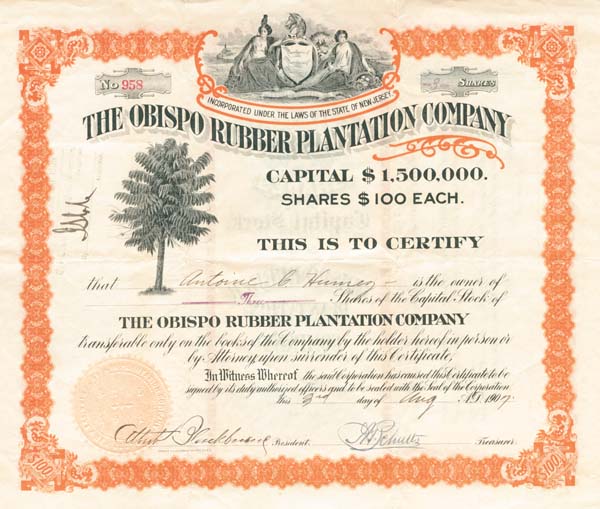 No 958
SHARES
INCORPORATED UNDER THE LAWS OF THE STATE OF NEW JERSEY.
THE OBISPO RUBBER PLANTATION COMPANY
CAPITAL $1,500,000.
SHARES $100 EACH.
THIS IS TO CERTIFY
that Antoine C is the owner of
Three Shares of the Capital Stock of
THE OBISPO RUBBER PLANTATION COMPANY
transferable only on the books of the Company by the holder hereof in person or
by Attorney upon surrender of this Certificate,
In Witness Whereof the said Corporation has caused this Certificate to be
signed by its duly authorized officers and to be sealed with the Seal of the Corporation
this 3rd day of Aug A.D. 1907.
President. Treasurer.
$100 $100